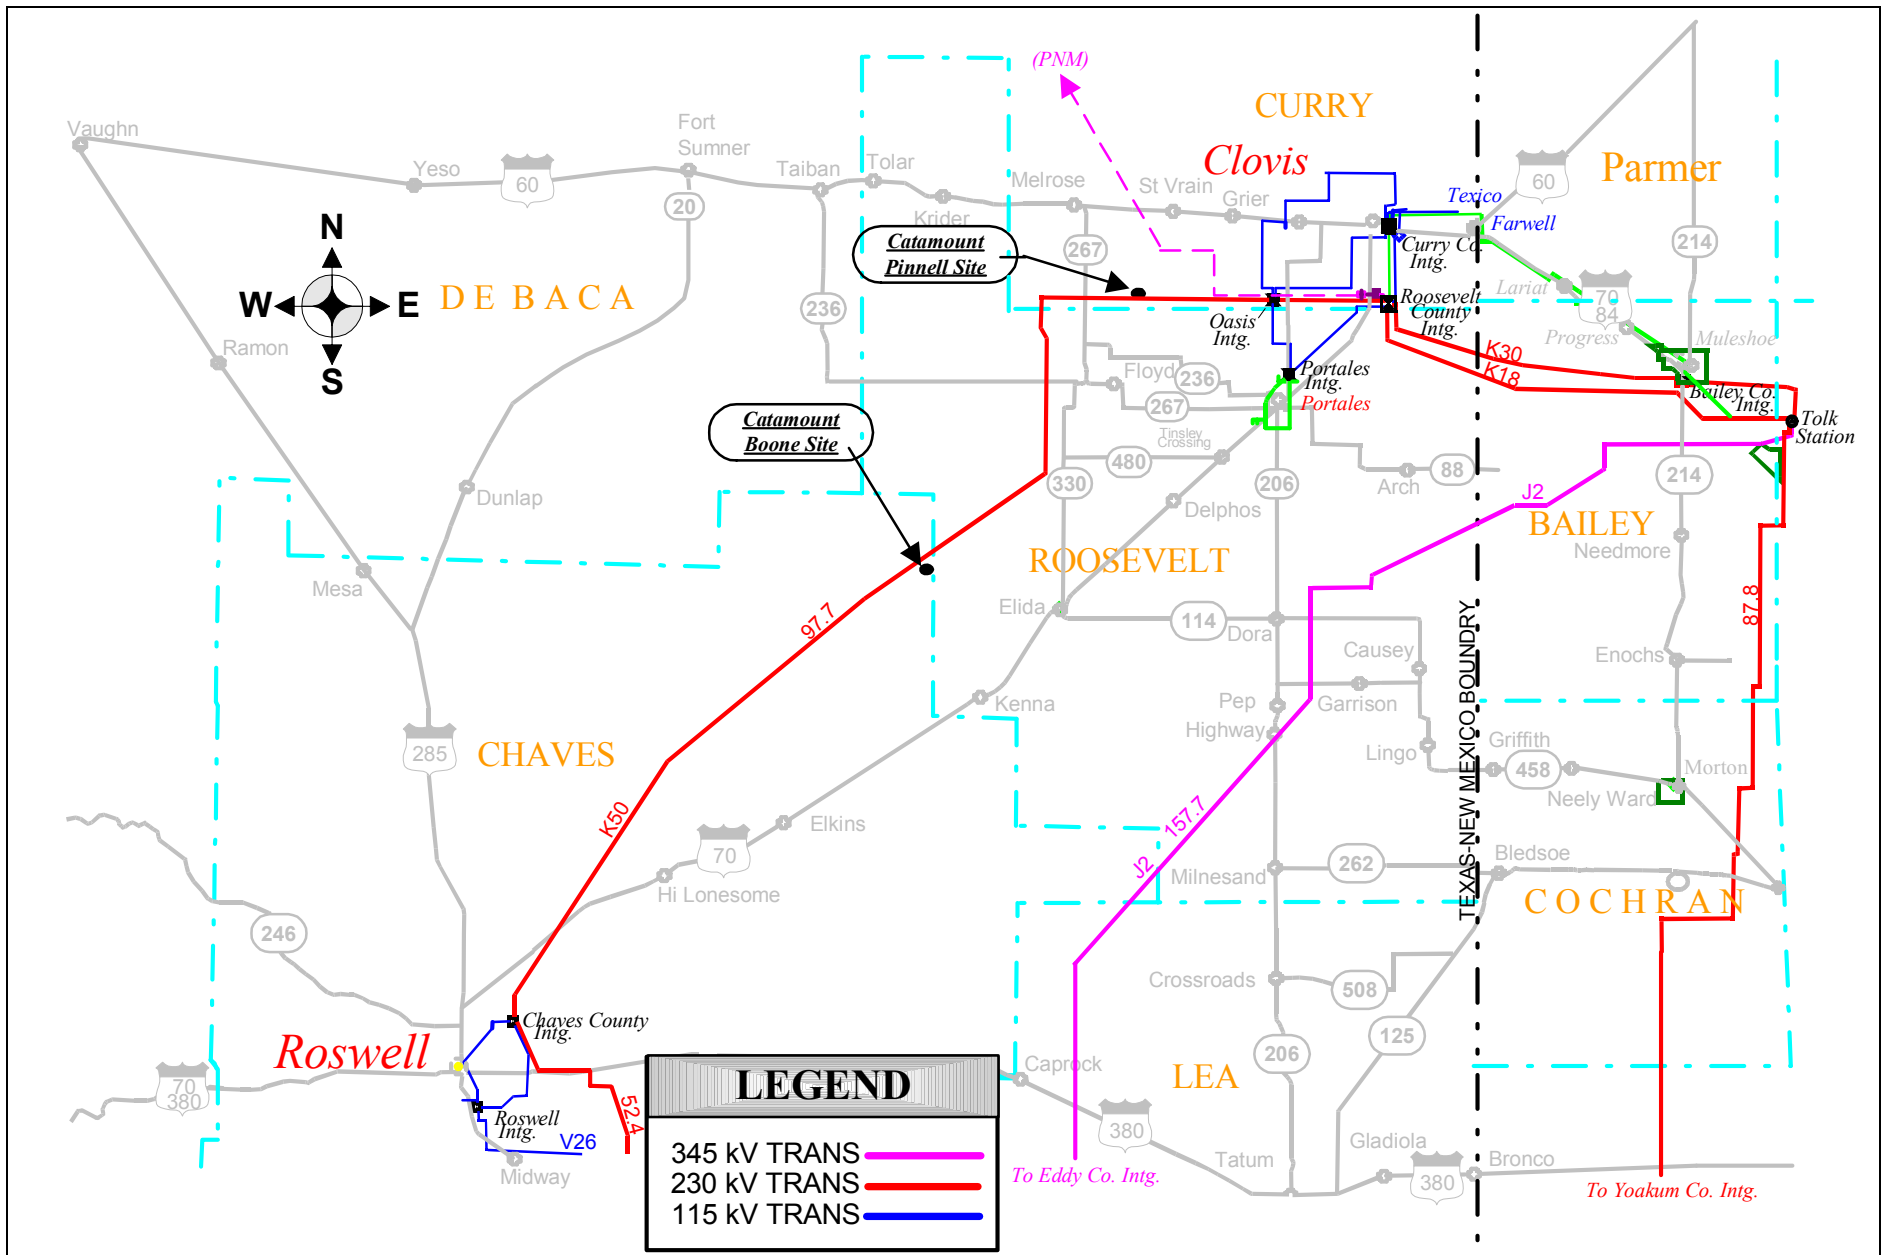 (PNM)
CURRY
Clovis
Parmer
Vaughn
Fort
Sumner
Yeso
60
Taiban
Tolar
Krider
Melrose
St Vrain
Grier
60
Texico
Farwell
20
214
N
W
E
S
DE BACA
Catamount
Pinnell Site
267
236
Curry Co.
Intg.
Roosevelt
County
Intg.
Oasis
Intg.
Lariat
70
84
Progress
Muleshoe
Ramon
K30
K18
Floyd
236
267
Portales
Intg.
Portales
Bailey Co.
Intg.
Tolk
Station
Catamount
Boone Site
Tinsley
Crossing
480
330
206
Arch
88
214
Dunlap
Delphos
J2
BAILEY
Needmore
ROOSEVELT
Mesa
Elida
114
Dora
97.7
87.8
Causey
Enochs
TEXAS-NEW MEXICO BOUNDRY
Kenna
Pep
Highway
Garrison
Lingo
Griffith
458
Morton
Neely Ward
285
CHAVES
K50
Elkins
70
Hi Lonesome
157.7
J2
Milnesand
262
Bledsoe
COCHRAN
246
Crossroads
508
125
Chaves County
Intg.
Roswell
206
Caprock
LEA
70
380
Roswell
Intg.
V26
52.4
Midway
380
Gladiola
Tatum
380
Bronco
To Eddy Co. Intg.
To Yoakum Co. Intg.
LEGEND
345 kV TRANS
230 kV TRANS
115 kV TRANS